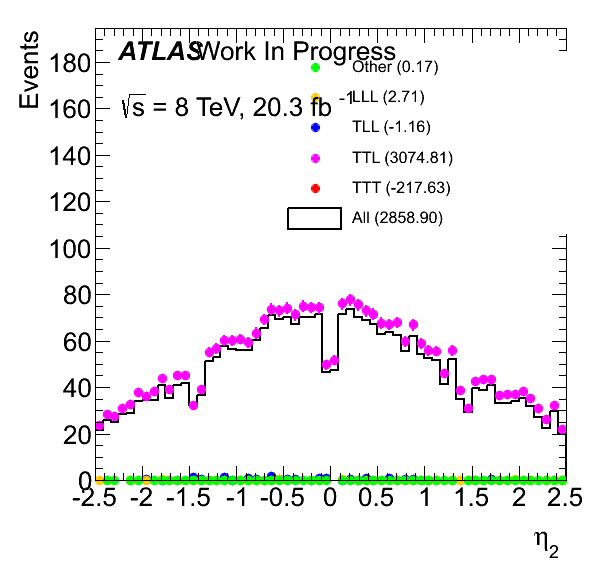 Events
ATLAS Work In Progress
√s = 8 TeV, 20.3 fb -1
Other (0.17)
LLL (2.71)
TLL (-1.16)
TTL (3074.81)
TTT (-217.63)
All (2858.90)
180
160
140
120
100
80
60
40
20
0
-2.5 -2 -1.5 -1 -0.5 0 0.5 1 1.5 2 2.5
η2